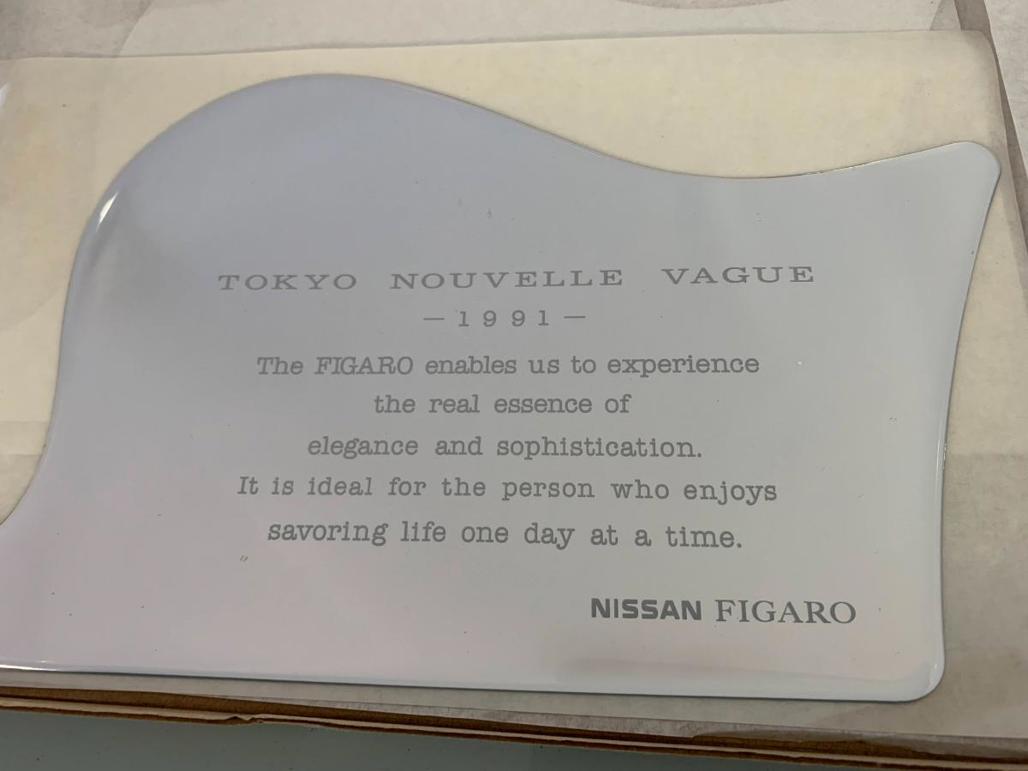 TOKYO NOUVELLE VAGUE
—1991—
The FIGARO enables us to experience
the real essence of
elegance and sophistication.
It is ideal for the person who enjoys
savoring life one day at a time.
NISSAN FIGARO